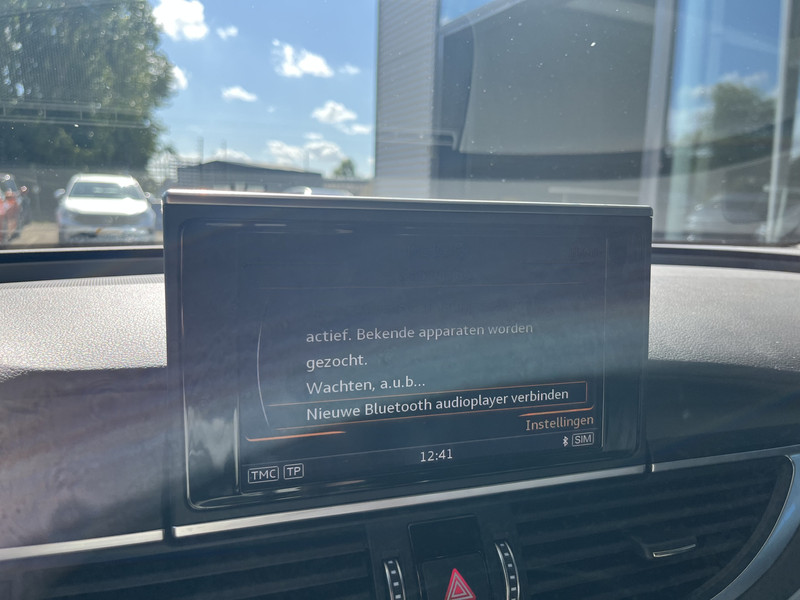 actief. Bekende apparaten worden
gezocht.
Wachten, a.u.b...
Nieuwe Bluetooth audioplayer verbinden
Instellingen
TMC TP 12:41 SIM